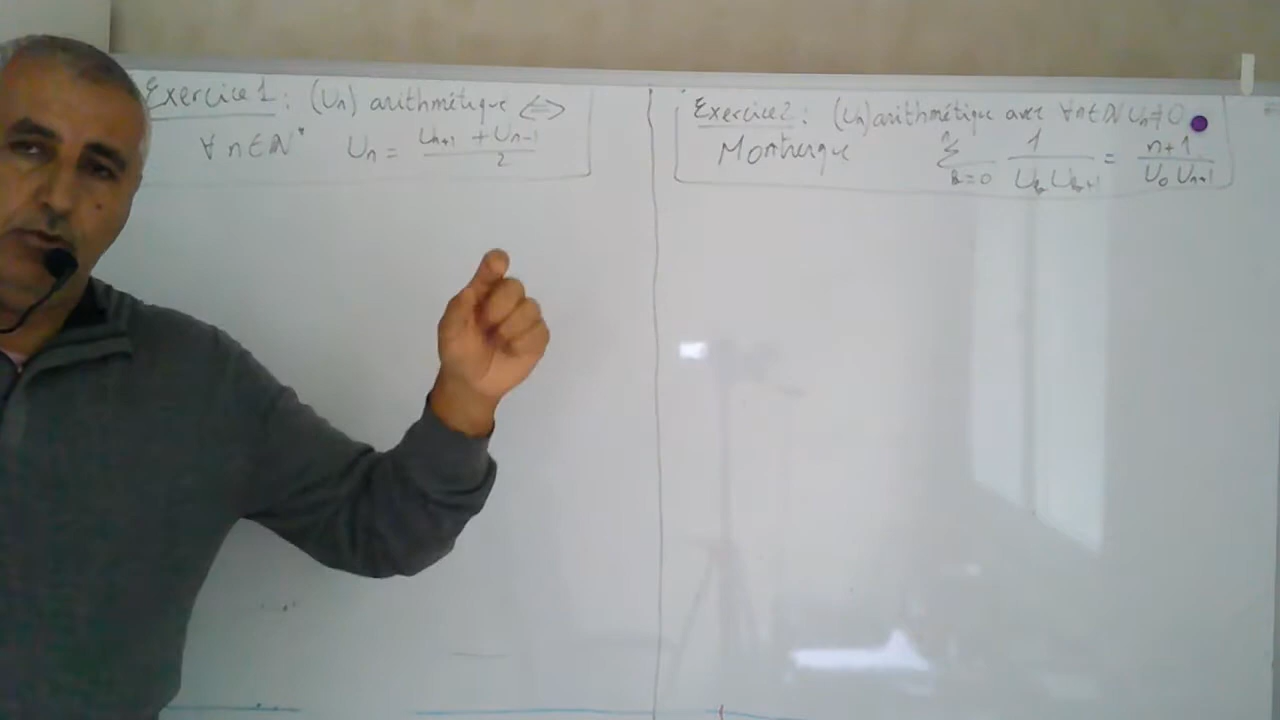 Exercice 1 : (Un) arithmétique ⟺
∀ n ∈ ℕ* Un = (Un+1 + Un-1) / 2
Exercice 2 : (Un) arithmétique avec ∀n∈ℕ Un≠0
Montrer que ∑_{k=0}^{n} 1 / (Uk Uk+1) = (n+1) / (U0 Un+1)